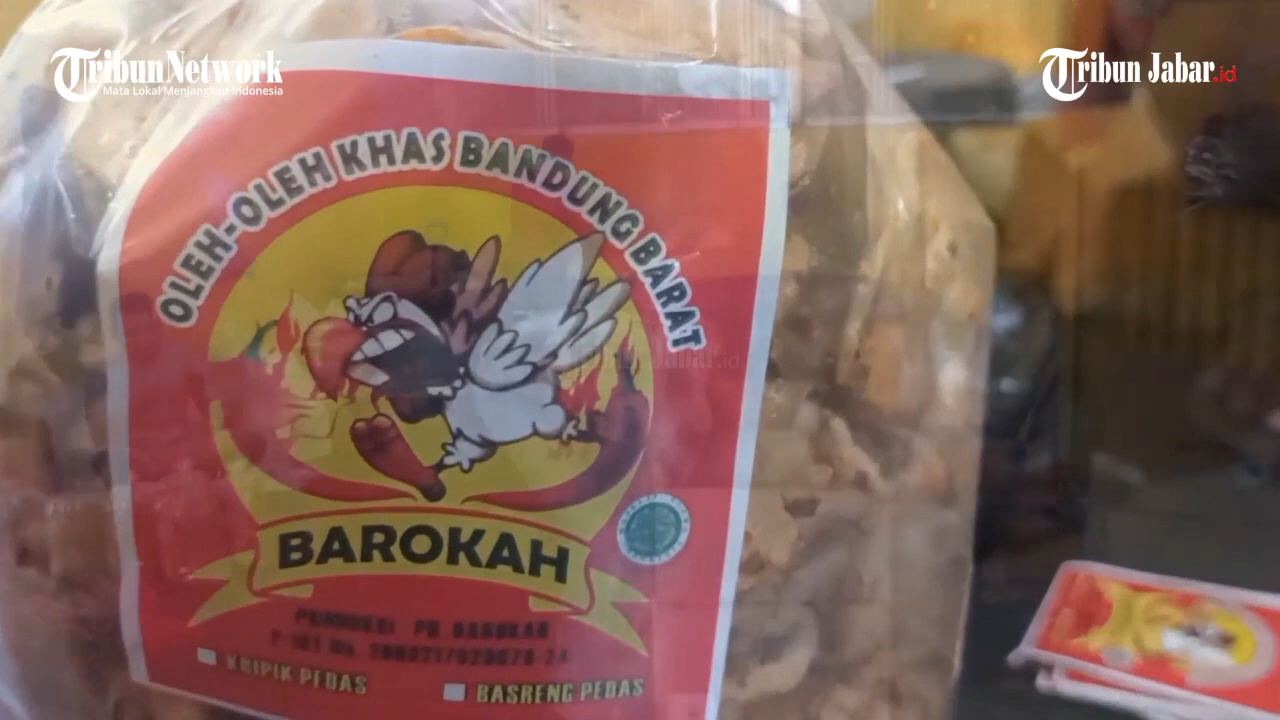 TribunNetwork
Mata Lokal Menjangkau Indonesia
Tribun Jabar.id
OLEH-OLEH KHAS BANDUNG BARAT
BAROKAH
KRIPIK PEDAS
BASRENG PEDAS